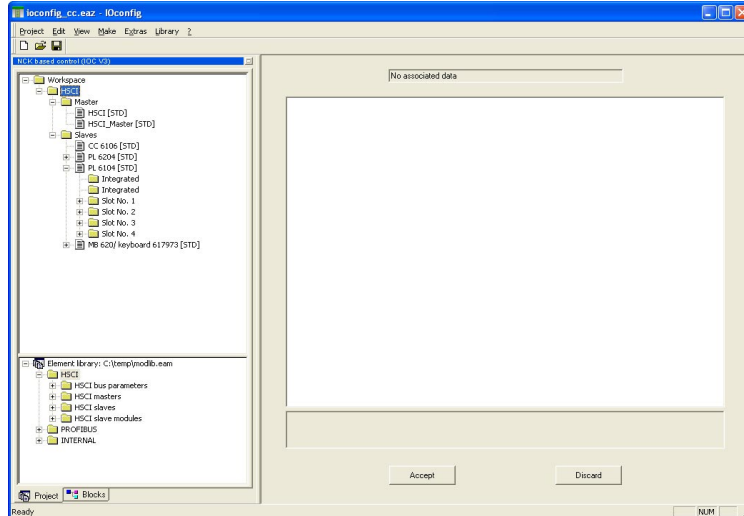 ioconfig_cc.eaz - IOconfig
Project Edit View Make Extras Library ?
NCK based control (IOC V3)
Workspace
HSCI
Master
HSCI [STD]
HSCI_Master [STD]
Slaves
CC 6106 [STD]
PL 6204 [STD]
PL 6104 [STD]
Integrated
Integrated
Slot No. 1
Slot No. 2
Slot No. 3
Slot No. 4
MB 620/ keyboard 617973 [STD]
Element library: C:\temp\modlib.eam
HSCI
HSCI bus parameters
HSCI masters
HSCI slaves
HSCI slave modules
PROFIBUS
INTERNAL
Project Blocks
No associated data
Accept Discard
Ready NUM